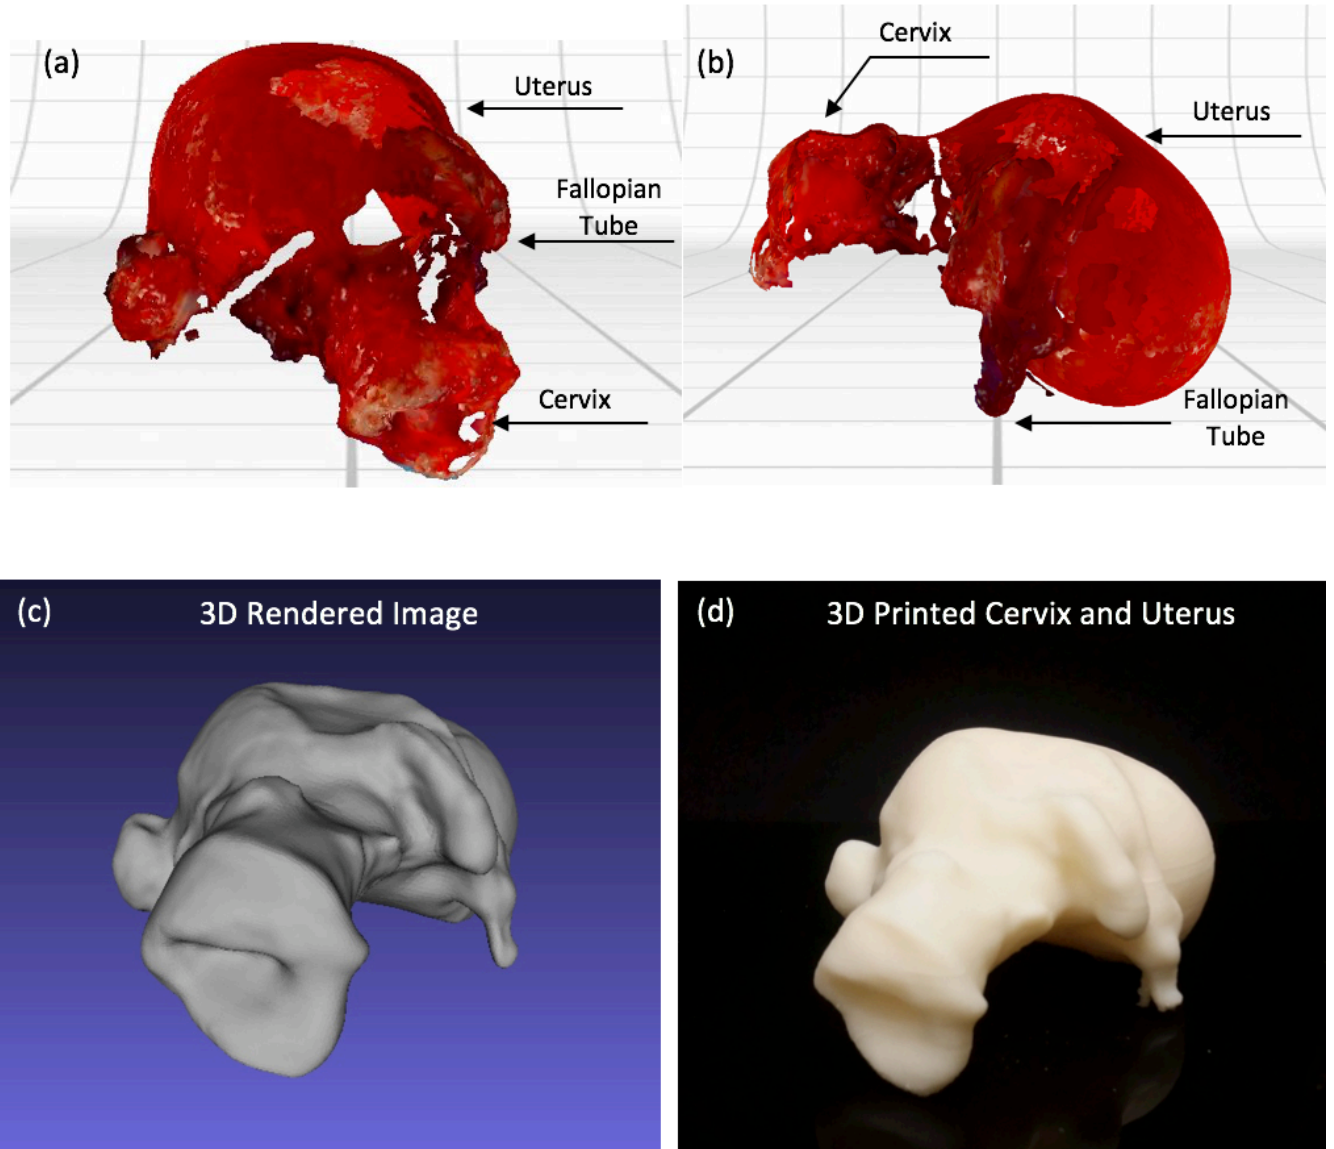 (a)
Uterus
Fallopian
Tube
Cervix
(b)
Cervix
Uterus
Fallopian
Tube
(c)
3D Rendered Image
(d)
3D Printed Cervix and Uterus